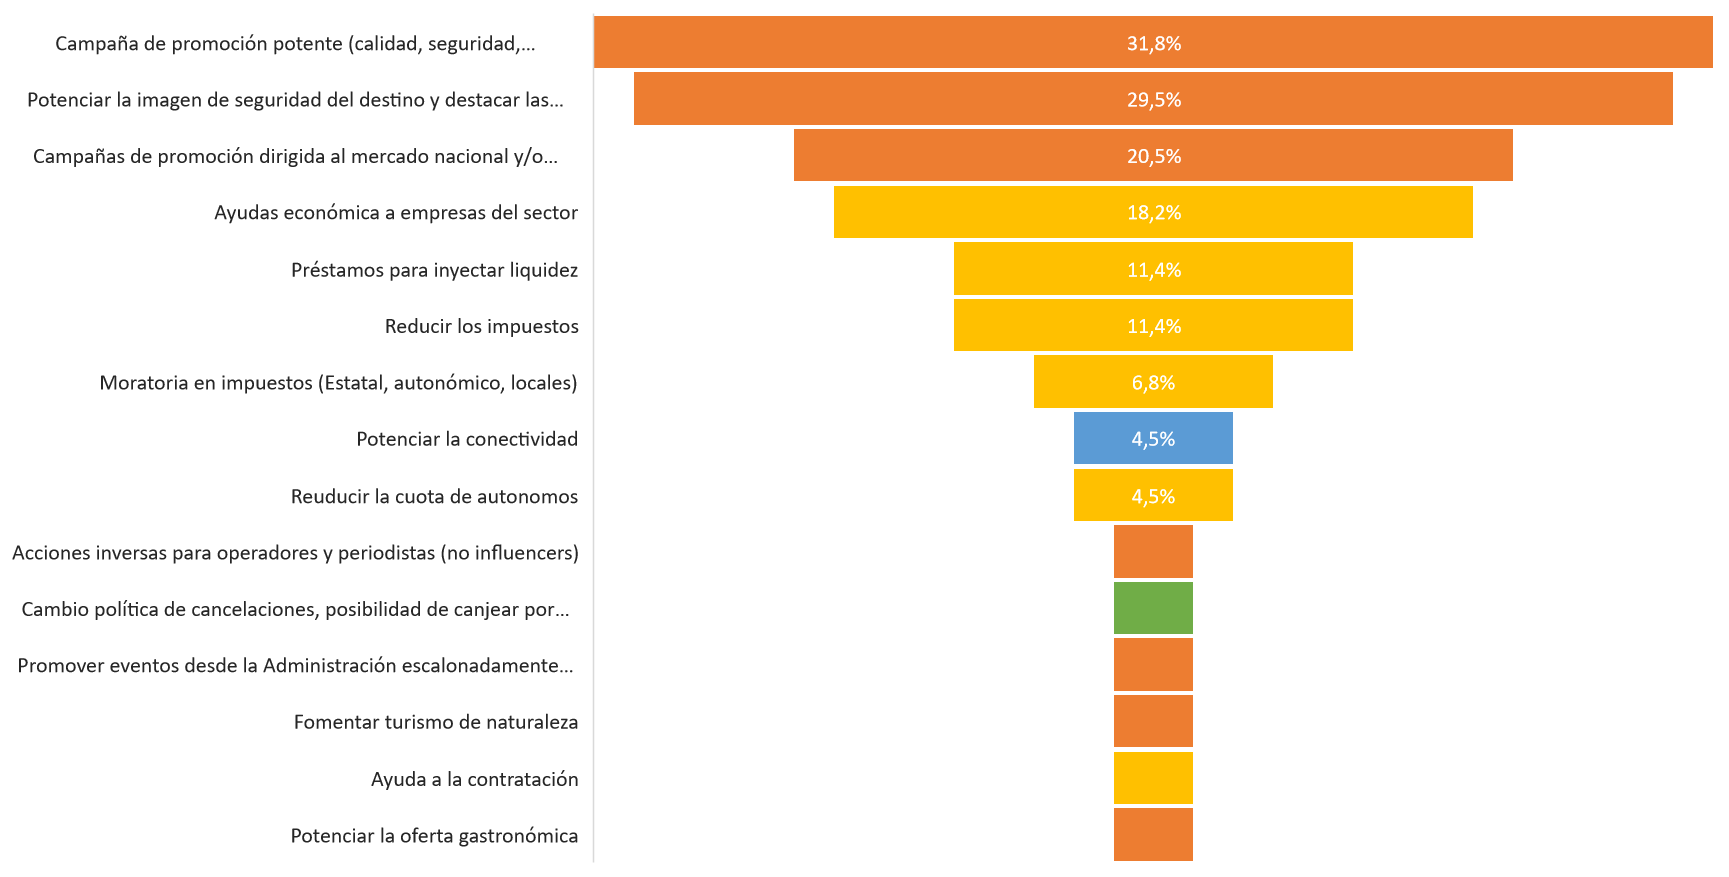 Campaña de promoción potente (calidad, seguridad,... 31,8%
Potenciar la imagen de seguridad del destino y destacar las... 29,5%
Campañas de promoción dirigida al mercado nacional y/o... 20,5%
Ayudas económica a empresas del sector 18,2%
Préstamos para inyectar liquidez 11,4%
Reducir los impuestos 11,4%
Moratoria en impuestos (Estatal, autonómico, locales) 6,8%
Potenciar la conectividad 4,5%
Reuducir la cuota de autonomos 4,5%
Acciones inversas para operadores y periodistas (no influencers)
Cambio política de cancelaciones, posibilidad de canjear por...
Promover eventos desde la Administración escalonadamente...
Fomentar turismo de naturaleza
Ayuda a la contratación
Potenciar la oferta gastronómica